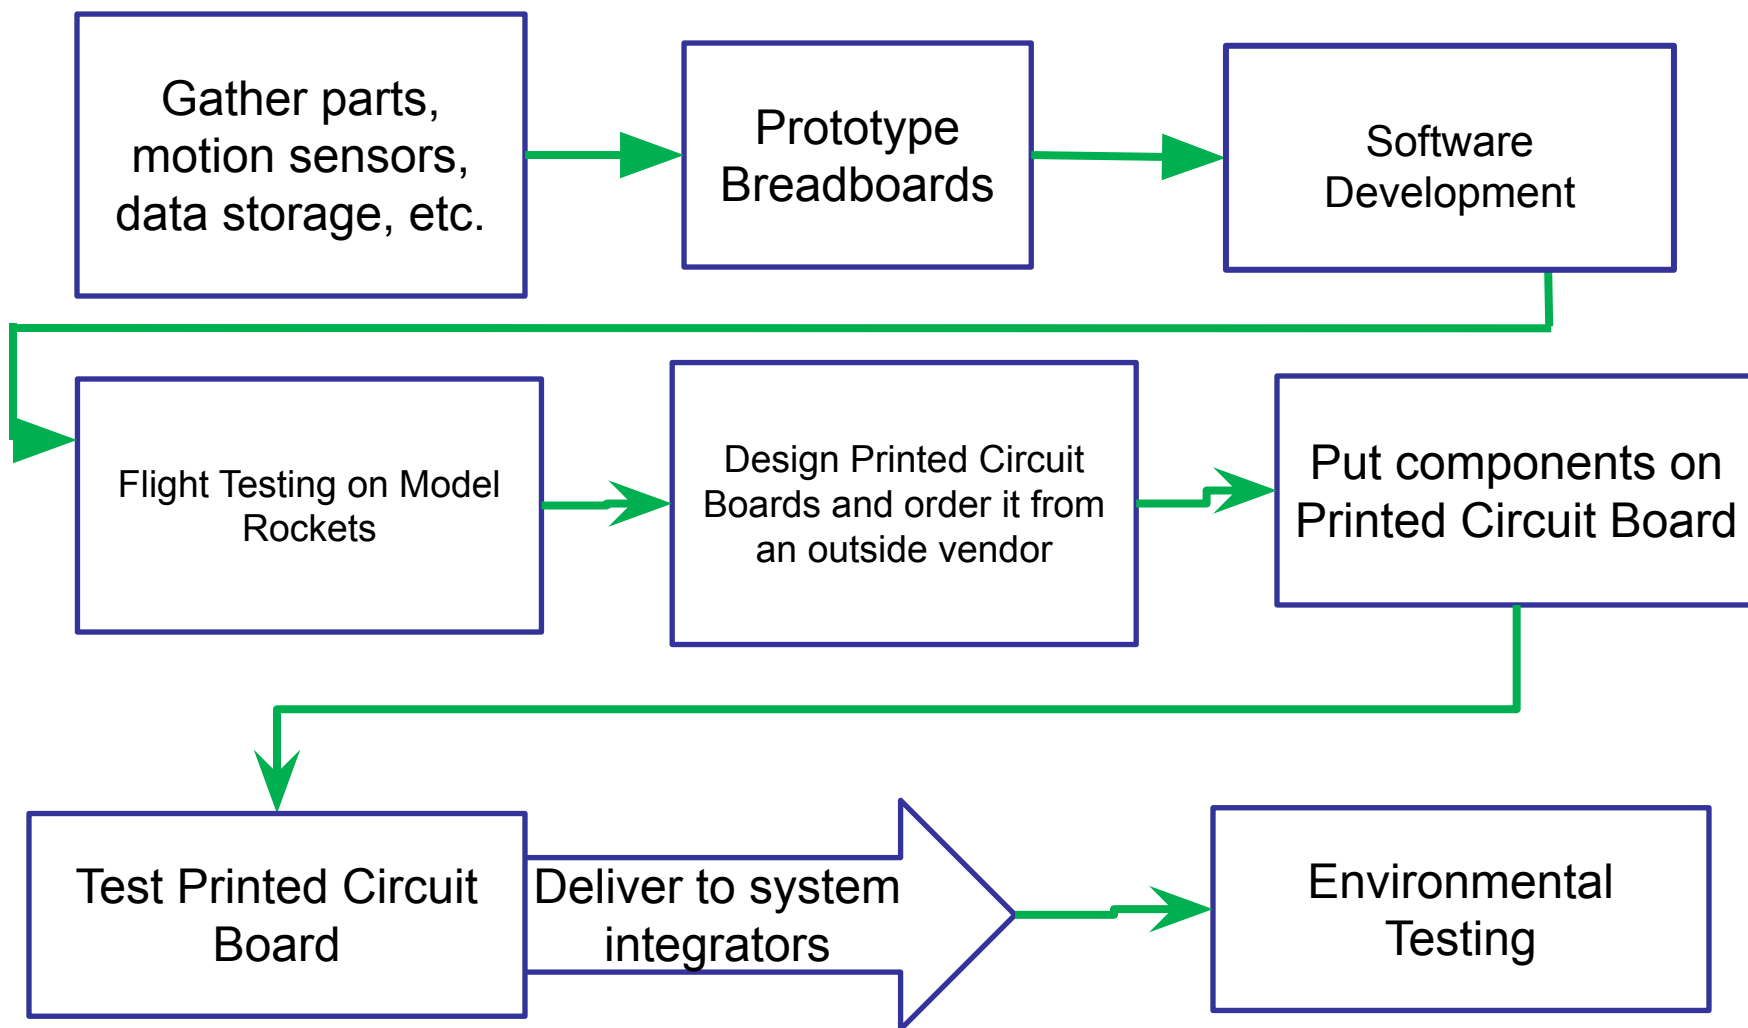 Gather parts,
motion sensors,
data storage, etc.
Prototype
Breadboards
Software
Development
Flight Testing on Model
Rockets
Design Printed Circuit
Boards and order it from
an outside vendor
Put components on
Printed Circuit Board
Test Printed Circuit
Board
Deliver to system
integrators
Environmental
Testing